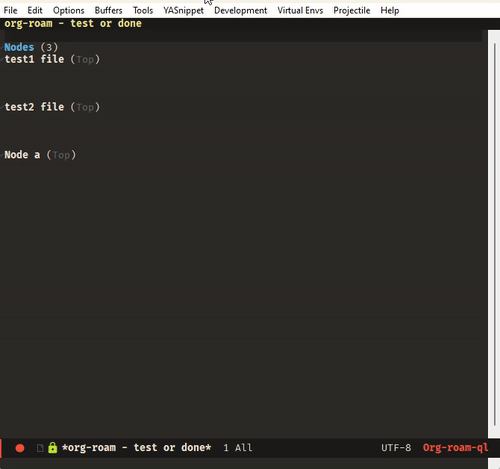 File Edit Options Buffers Tools YASnippet Development Virtual Envs Projectile Help
org-roam - test or done
Nodes (3)
test1 file (Top)
test2 file (Top)
Node a (Top)
*org-roam - test or done* 1 All UTF-8 Org-roam-ql